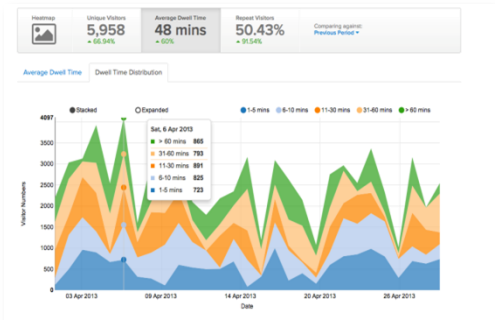 Heatmap
Unique Visitors
5,958
66.94%
Average Dwell Time
48 mins
60%
Repeat Visitors
50.43%
91.54%
Comparing against:
Previous Period
Average Dwell Time
Dwell Time Distribution
Stacked
Expanded
1-5 mins
6-10 mins
11-30 mins
31-60 mins
> 60 mins
4097
3500
3000
2500
2000
1500
1000
500
0
Visitor Numbers
Sat, 6 Apr 2013
> 60 mins 865
31-60 mins 793
11-30 mins 891
6-10 mins 825
1-5 mins 723
03 Apr 2013
09 Apr 2013
14 Apr 2013
20 Apr 2013
26 Apr 2013
Date